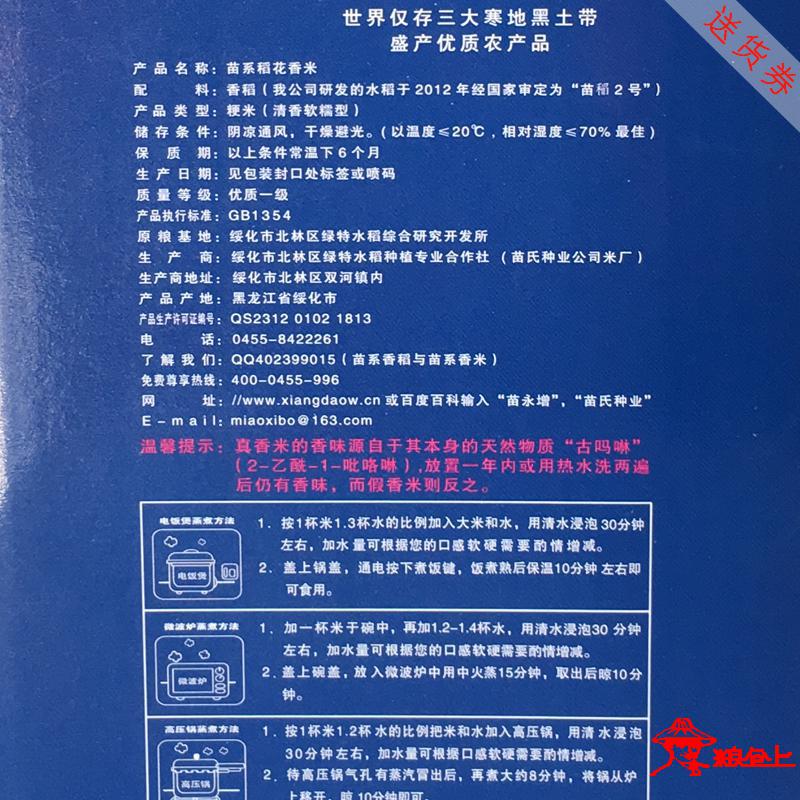 世界仅存三大寒地黑土带
盛产优质农产品
送货券
产品名称：苗系稻花香米
配　　料：香稻（我公司研发的水稻于2012年经国家审定为“苗稻2号”）
产品类型：粳米（清香软糯型）
储存条件：阴凉通风，干燥避光。（以温度≤20℃，相对湿度≤70%最佳）
保 质 期：以上条件常温下6个月
生产日期：见包装封口处标签或喷码
质量等级：优质一级
产品执行标准：GB1354
原粮基地：绥化市北林区绿特水稻综合研究开发所
生 产 商：绥化市北林区绿特水稻种植专业合作社（苗氏种业公司米厂）
生产商地址：绥化市北林区双河镇内
产品产地：黑龙江省绥化市
产品生产许可证编号：QS2312 0102 1813
电　　话：0455-8422261
了解我们：QQ402399015（苗系香稻与苗系香米）
免费尊享热线：400-0455-996
网　　址：//www.xiangdaow.cn或百度百科输入“苗永增”，“苗氏种业”
E-mail：miaoxibo@163.com
温馨提示：真香米的香味源自于其本身的天然物质“古吗啉”
（2-乙酰-1-吡咯啉），放置一年内或用热水洗两遍
后仍有香味，而假香米则反之。
电饭煲蒸煮方法
电饭煲
1、按1杯米1.3杯水的比例加入大米和水，用清水浸泡30分钟
左右，加水量可根据您的口感软硬需要酌情增减。
2、盖上锅盖，通电按下煮饭键，饭煮熟后保温10分钟左右即
可食用。
微波炉蒸煮方法
微波炉
1、加一杯米于碗中，再加1.2-1.4杯水，用清水浸泡30分钟
左右，加水量可根据您的口感软硬需要酌情增减。
2、盖上碗盖，放入微波炉中用中火蒸15分钟，取出后晾10分
钟。
高压锅蒸煮方法
高压锅
1、按1杯米1.2杯水的比例把米和水加入高压锅，用清水浸泡
30分钟左右，加水量可根据口感软硬需要酌情增减。
2、待高压锅气孔有蒸汽冒出后，再煮大约8分钟，将锅从炉
上移开，晾10分钟即可。
粮仓上